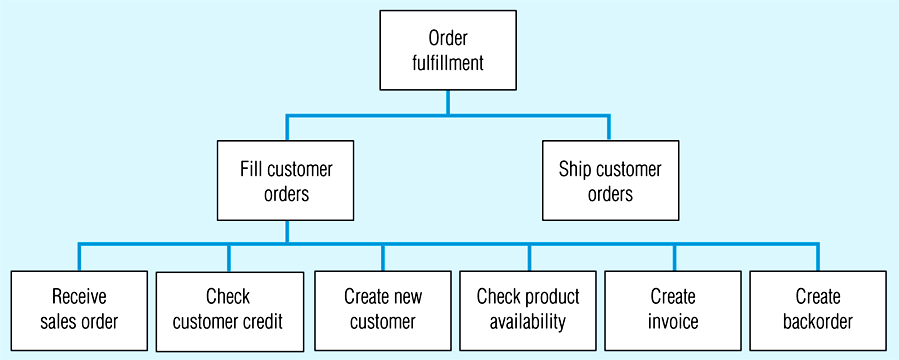 Order
fulfillment
Fill customer
orders
Ship customer
orders
Receive
sales order
Check
customer credit
Create new
customer
Check product
availability
Create
invoice
Create
backorder